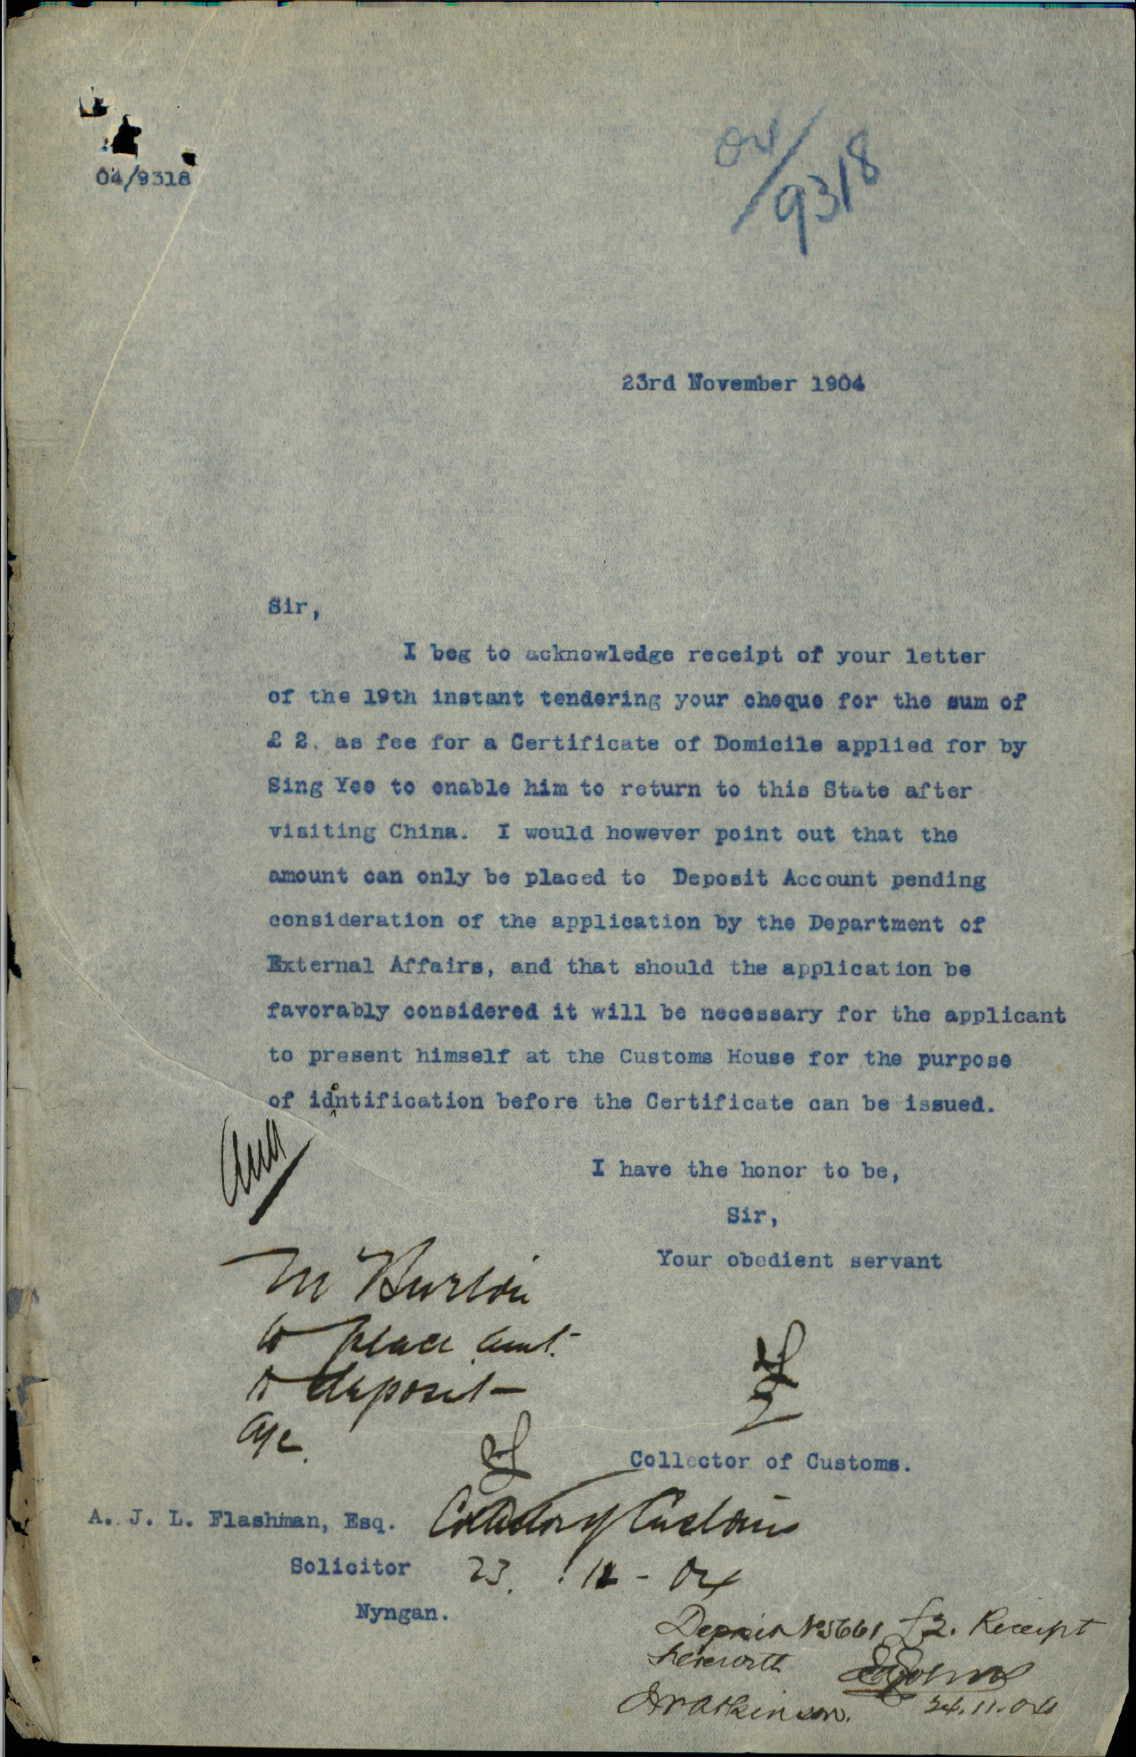 04/9318
04/9318
23rd November 1904
Sir,
I beg to acknowledge receipt of your letter
of the 19th instant tendering your cheque for the sum of
£ 2. as fee for a Certificate of Domicile applied for by
Sing Yee to enable him to return to this State after
visiting China. I would however point out that the
amount can only be placed to Deposit Account pending
consideration of the application by the Department of
External Affairs, and that should the application be
favorably considered it will be necessary for the applicant
to present himself at the Customs House for the purpose
of identification before the Certificate can be issued.
I have the honor to be,
Sir,
Your obedient servant
Mr Burton
to place amt.
to deposit
a/c.
Collector of Customs.
A. J. L. Flashman, Esq.
Collector of Customs
Solicitor
23. 11 - 04
Nyngan.
Deposit No 5661 £2. Receipt
herewith
24.11.04